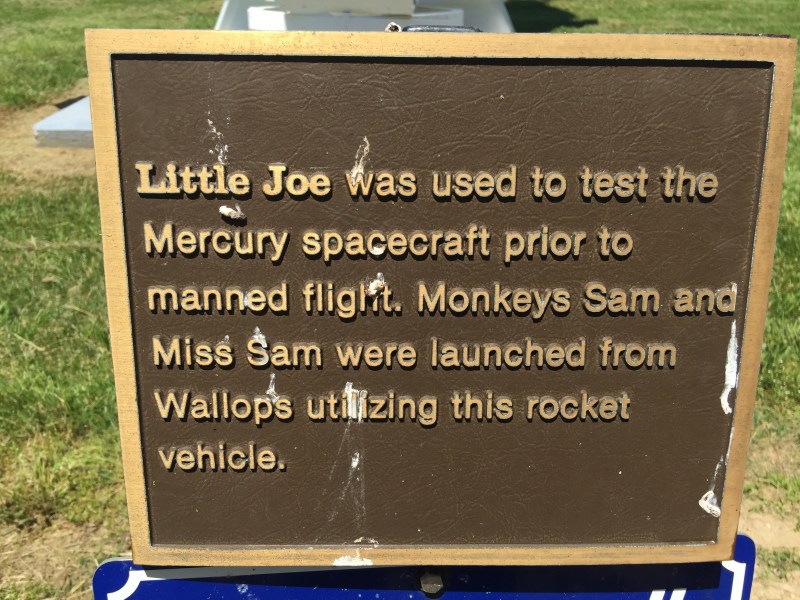 Little Joe was used to test the
Mercury spacecraft prior to
manned flight. Monkeys Sam and
Miss Sam were launched from
Wallops utilizing this rocket
vehicle.